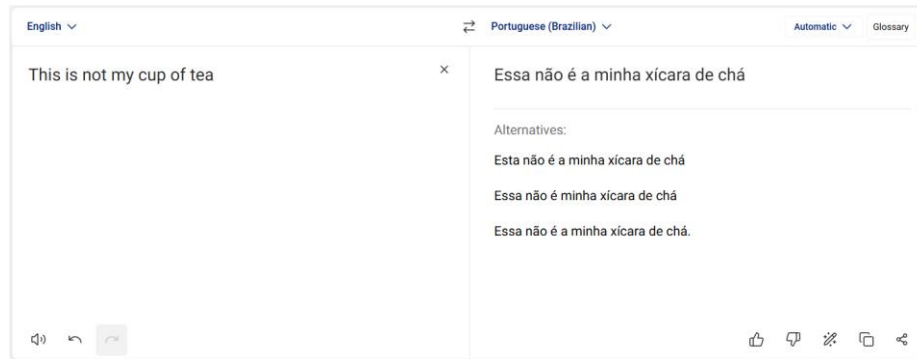 English
Portuguese (Brazilian)
Automatic
Glossary
This is not my cup of tea
Essa não é a minha xícara de chá
Alternatives:
Esta não é a minha xícara de chá
Essa não é minha xícara de chá
Essa não é a minha xícara de chá.